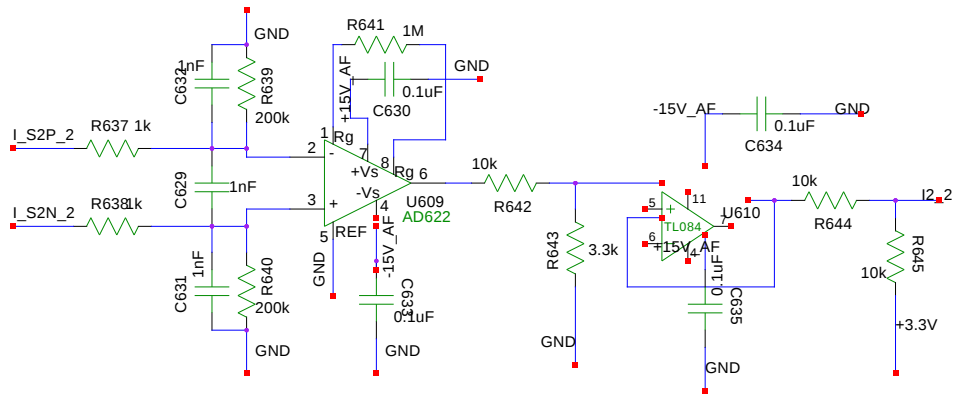 GND
R641
1M
1nF
C632
R639
200k
+15V_AF
GND
C630
0.1uF
-15V_AF
GND
0.1uF
C634
I_S2P_2
R637 1k
1
Rg
2
-
7
+Vs
8
Rg
6
10k
R642
C629
1nF
-Vs
4
U609
AD622
3
+
5
REF
I_S2N_2
R638
1k
10k
R644
I2_2
5
+
11
U610
7
TL084
6
-
4
+15V_AF
1nF
C631
R640
200k
GND
-15V_AF
C633
0.1uF
R643
3.3k
0.1uF
C635
R645
10k
+3.3V
GND
GND
GND
GND